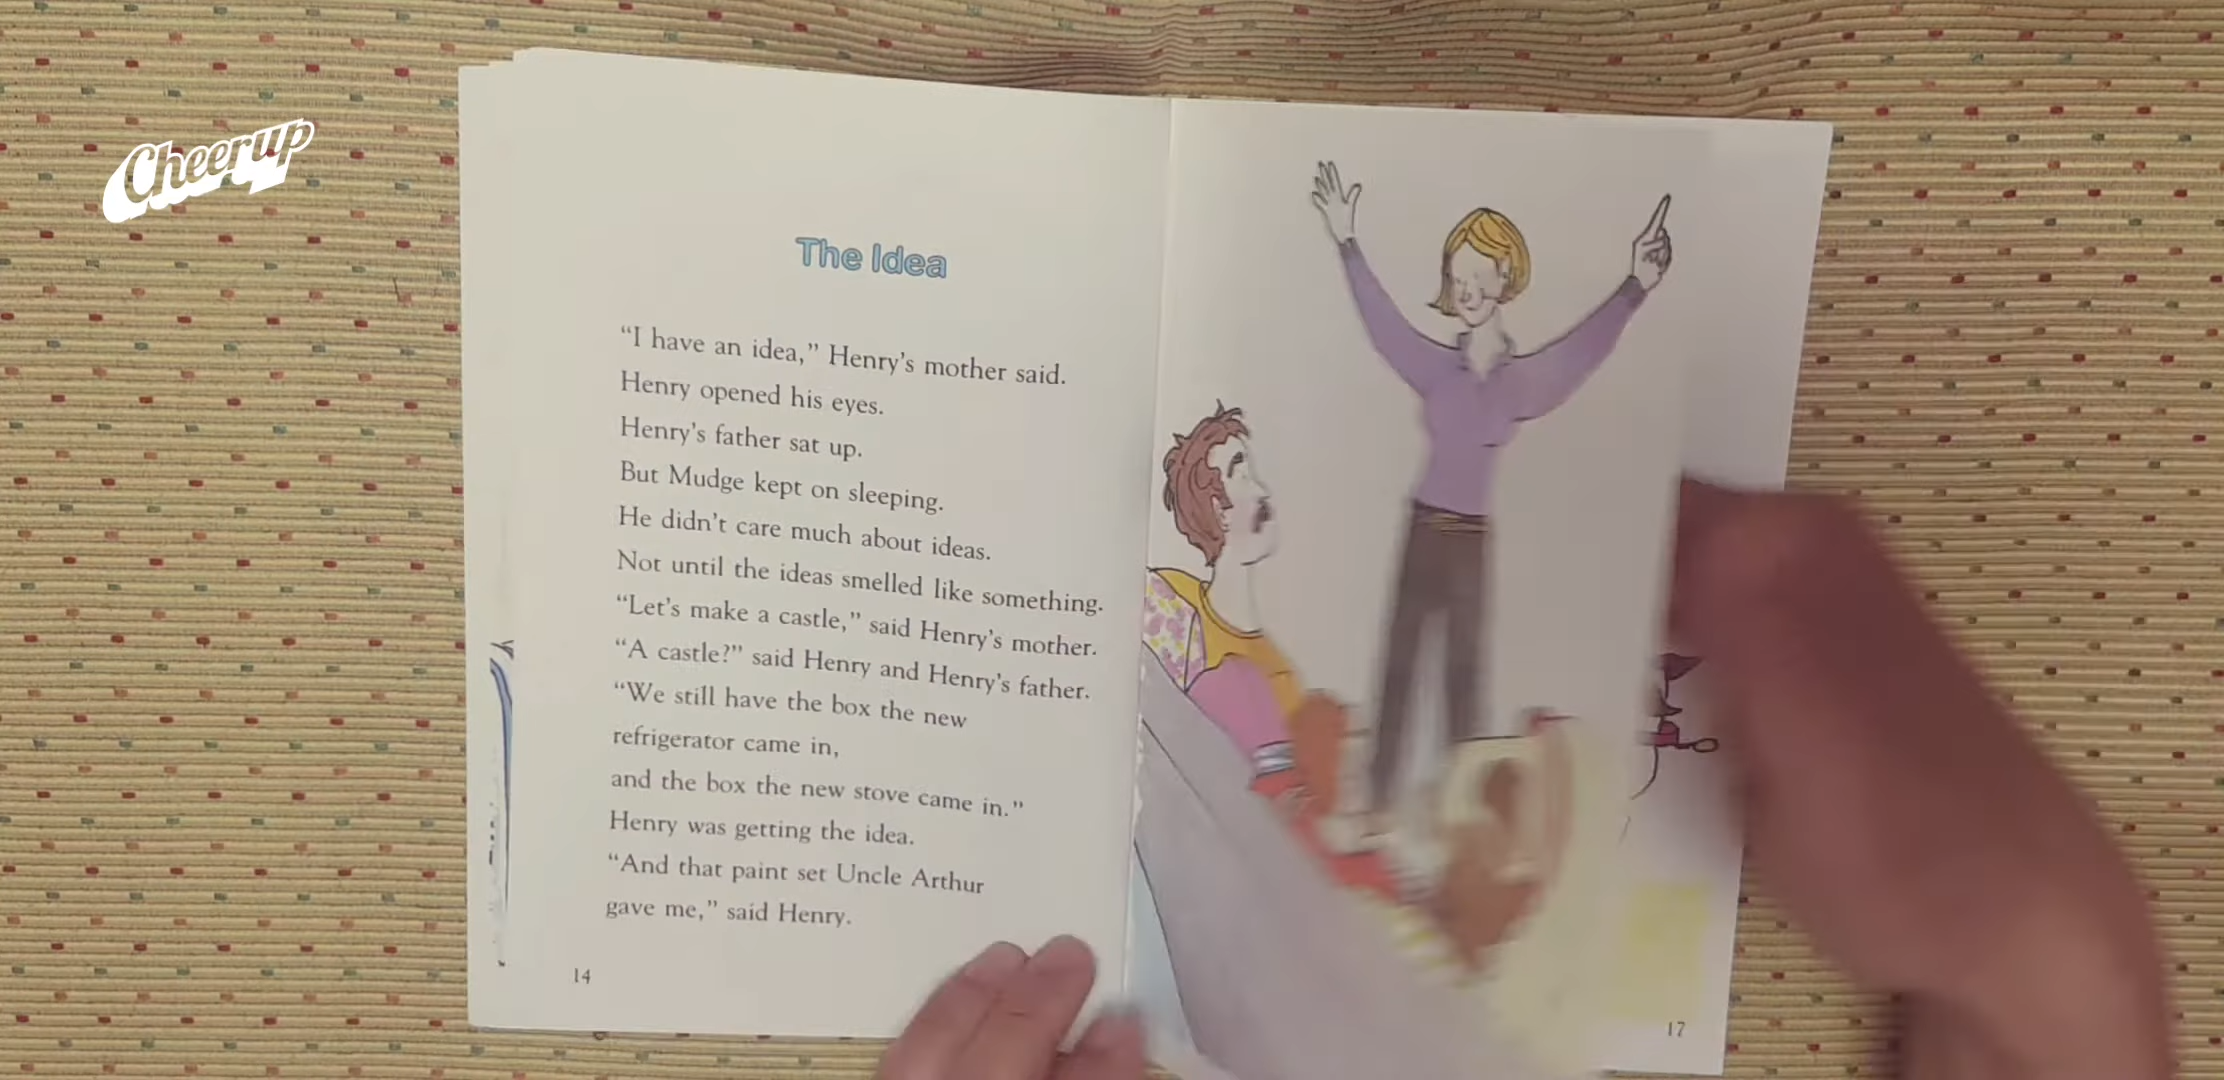 Cheerup
The Idea
“I have an idea,” Henry’s mother said.
Henry opened his eyes.
Henry’s father sat up.
But Mudge kept on sleeping.
He didn’t care much about ideas.
Not until the ideas smelled like something.
“Let’s make a castle,” said Henry’s mother.
“A castle?” said Henry and Henry’s father.
“We still have the box the new
refrigerator came in,
and the box the new stove came in.”
Henry was getting the idea.
“And that paint set Uncle Arthur
gave me,” said Henry.
14
17